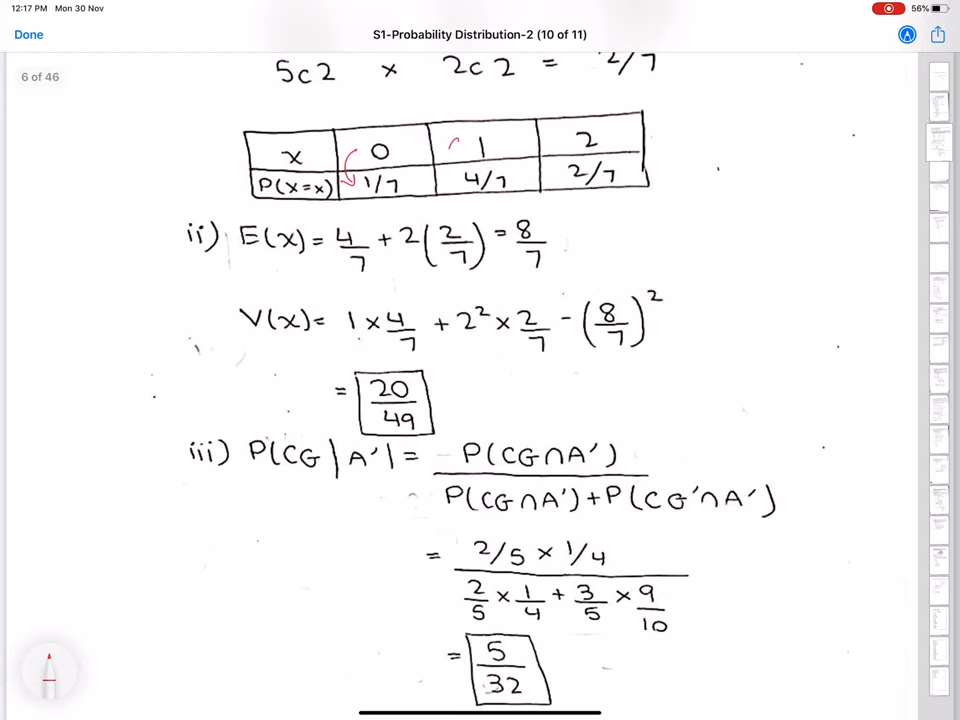 12:17 PM Mon 30 Nov 56%
Done S1-Probability Distribution-2 (10 of 11)
6 of 46
5c2 x 2c2 = 2/7
x 0 1 2
P(X=x) 1/7 4/7 2/7
ii) E(x) = 4/7 + 2(2/7) = 8/7
V(x) = 1 × 4/7 + 2² × 2/7 - (8/7)²
= 20/49
iii) P(CG | A') = P(CG∩A') / P(CG∩A') + P(CG'∩A')
= 2/5 × 1/4 / 2/5 × 1/4 + 3/5 × 9/10
= 5/32